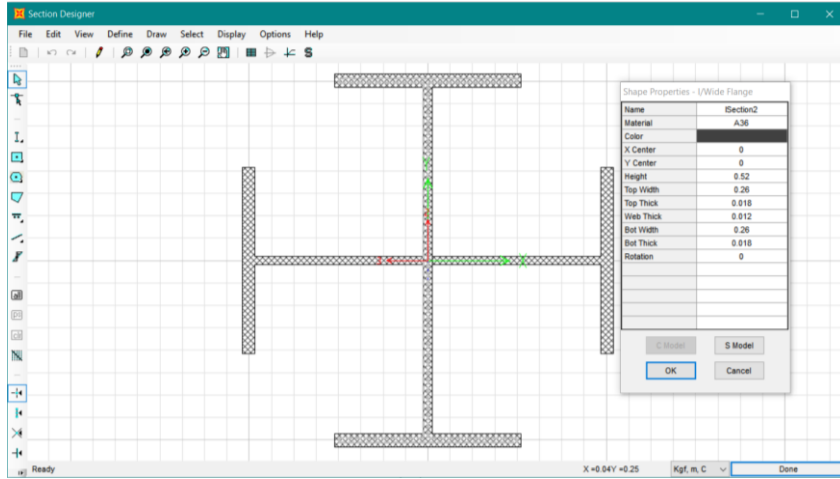 Section Designer
File Edit View Define Draw Select Display Options Help
S
Shape Properties - I/Wide Flange
Name ISection2
Material A36
Color
X Center 0
Y Center 0
Height 0.52
Top Width 0.26
Top Thick 0.018
Web Thick 0.012
Bot Width 0.26
Bot Thick 0.018
Rotation 0
C Model S Model
OK Cancel
all
Ready X =0.04Y =0.25 Kgf, m, C Done